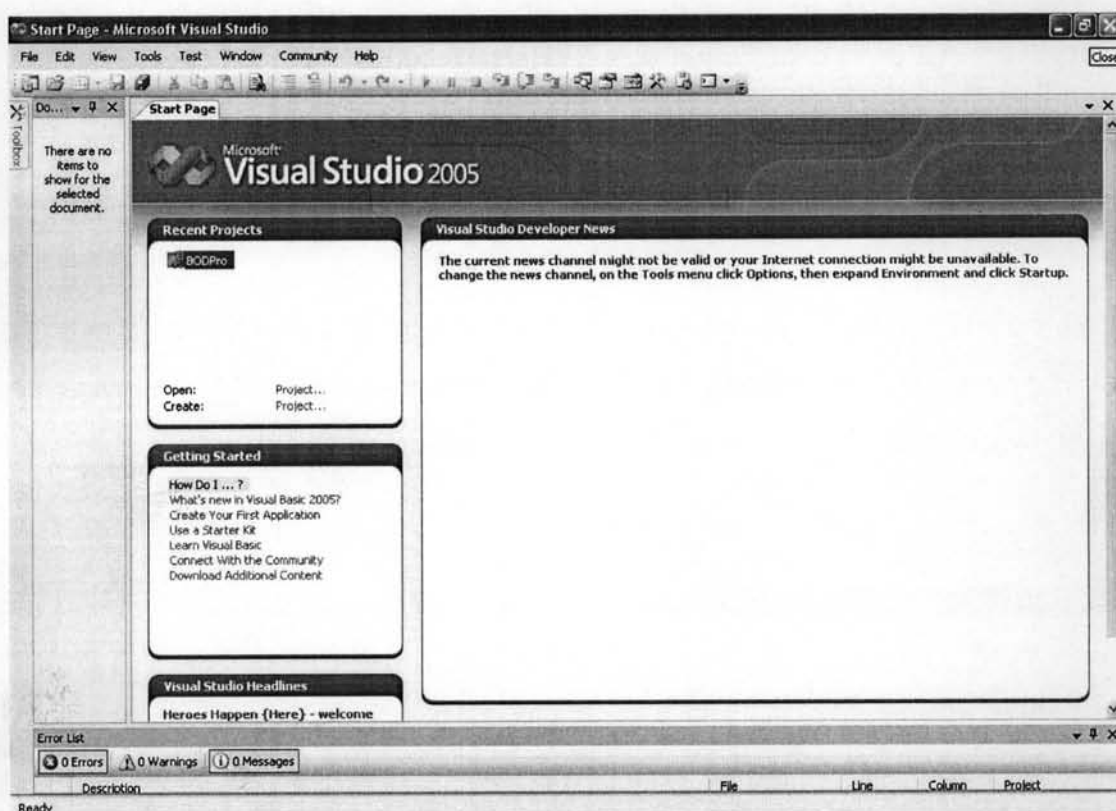 Start Page - Microsoft Visual Studio
File Edit View Tools Test Window Community Help
Close
Toolbox
Do...
Start Page
There are no
items to
show for the
selected
document.
Microsoft
Visual Studio 2005
Recent Projects
BODPro
Open: Project...
Create: Project...
Getting Started
How Do I ... ?
What's new in Visual Basic 2005?
Create Your First Application
Use a Starter Kit
Learn Visual Basic
Connect With the Community
Download Additional Content
Visual Studio Headlines
Heroes Happen {Here} - welcome
Visual Studio Developer News
The current news channel might not be valid or your Internet connection might be unavailable. To
change the news channel, on the Tools menu click Options, then expand Environment and click Startup.
Error List
0 Errors 0 Warnings 0 Messages
Description File Line Column Project
Ready